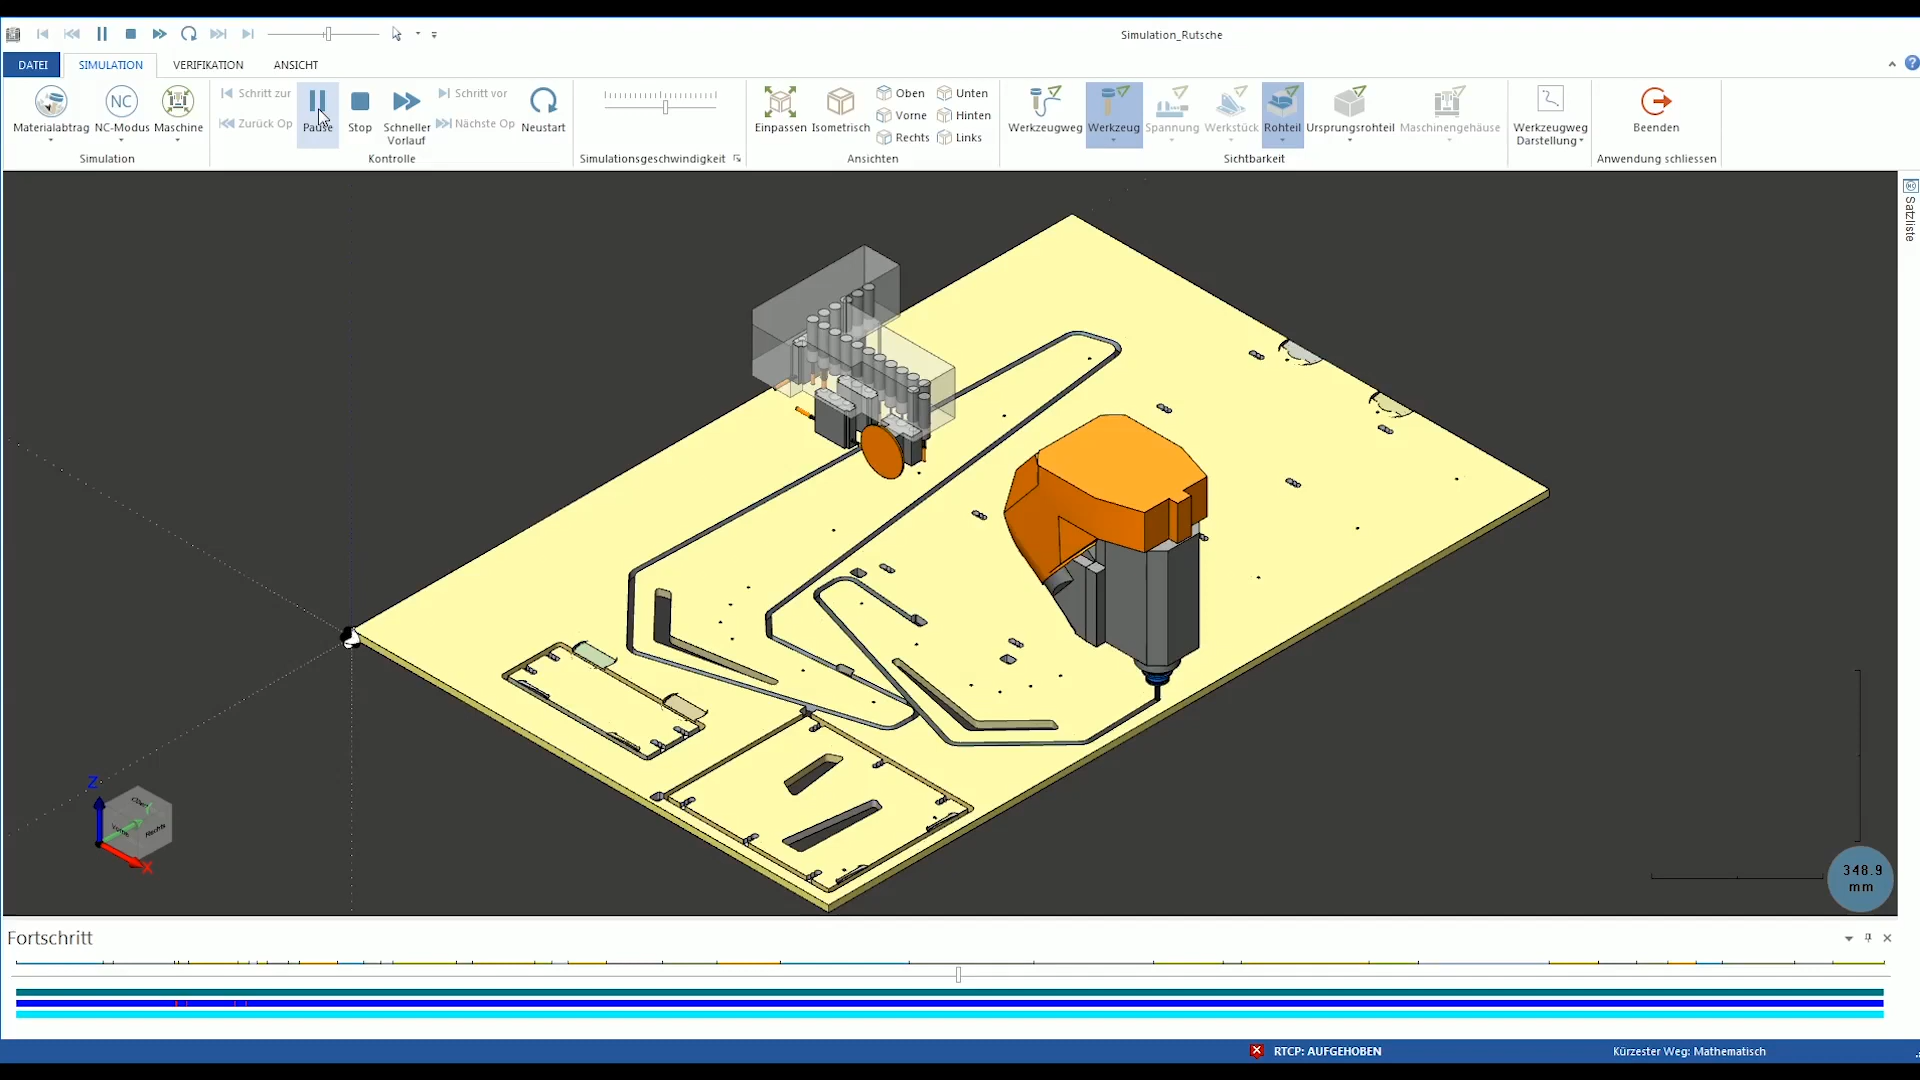 Simulation_Rutsche
DATEI SIMULATION VERIFIKATION ANSICHT
Materialabtrag NC-Modus Maschine
NC
Simulation
Schritt zur
Zurück Op
Pause
Stop
Schneller Vorlauf
Schritt vor
Nächste Op
Neustart
Kontrolle
Simulationsgeschwindigkeit
Einpassen
Isometrisch
Oben
Vorne
Rechts
Unten
Hinten
Links
Ansichten
Werkzeugweg
Werkzeug
Spannung
Werkstück
Rohteil
Ursprungsrohteil
Maschinengehäuse
Sichtbarkeit
Werkzeugweg
Darstellung
Beenden
Anwendung schliessen
Satzliste
Z
X
Vorne
Rechts
348.9
mm
Fortschritt
RTCP: AUFGEHOBEN
Kürzester Weg: Mathematisch